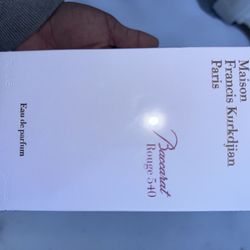 Maison
Francis Kurkdjian
Paris
Baccarat
Rouge 540
Eau de parfum